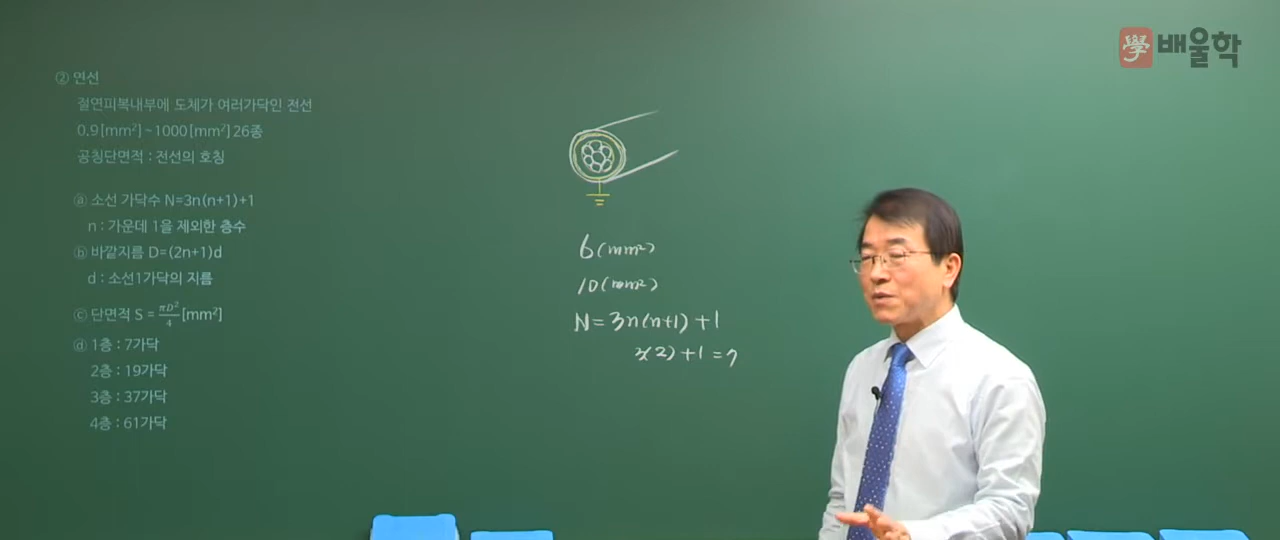 學 배울학
② 연선
절연피복내부에 도체가 여러가닥인 전선
0.9[mm²] ~ 1000[mm²] 26종
공칭단면적 : 전선의 호칭
ⓐ 소선 가닥수 N=3n(n+1)+1
n : 가운데 1을 제외한 층수
ⓑ 바깥지름 D=(2n+1)d
d : 소선1가닥의 지름
ⓒ 단면적 S = πD²/4 [mm²]
ⓓ 1층 : 7가닥
2층 : 19가닥
3층 : 37가닥
4층 : 61가닥
6(mm²)
10(mm²)
N=3n(n+1)+1
3(2)+1=7